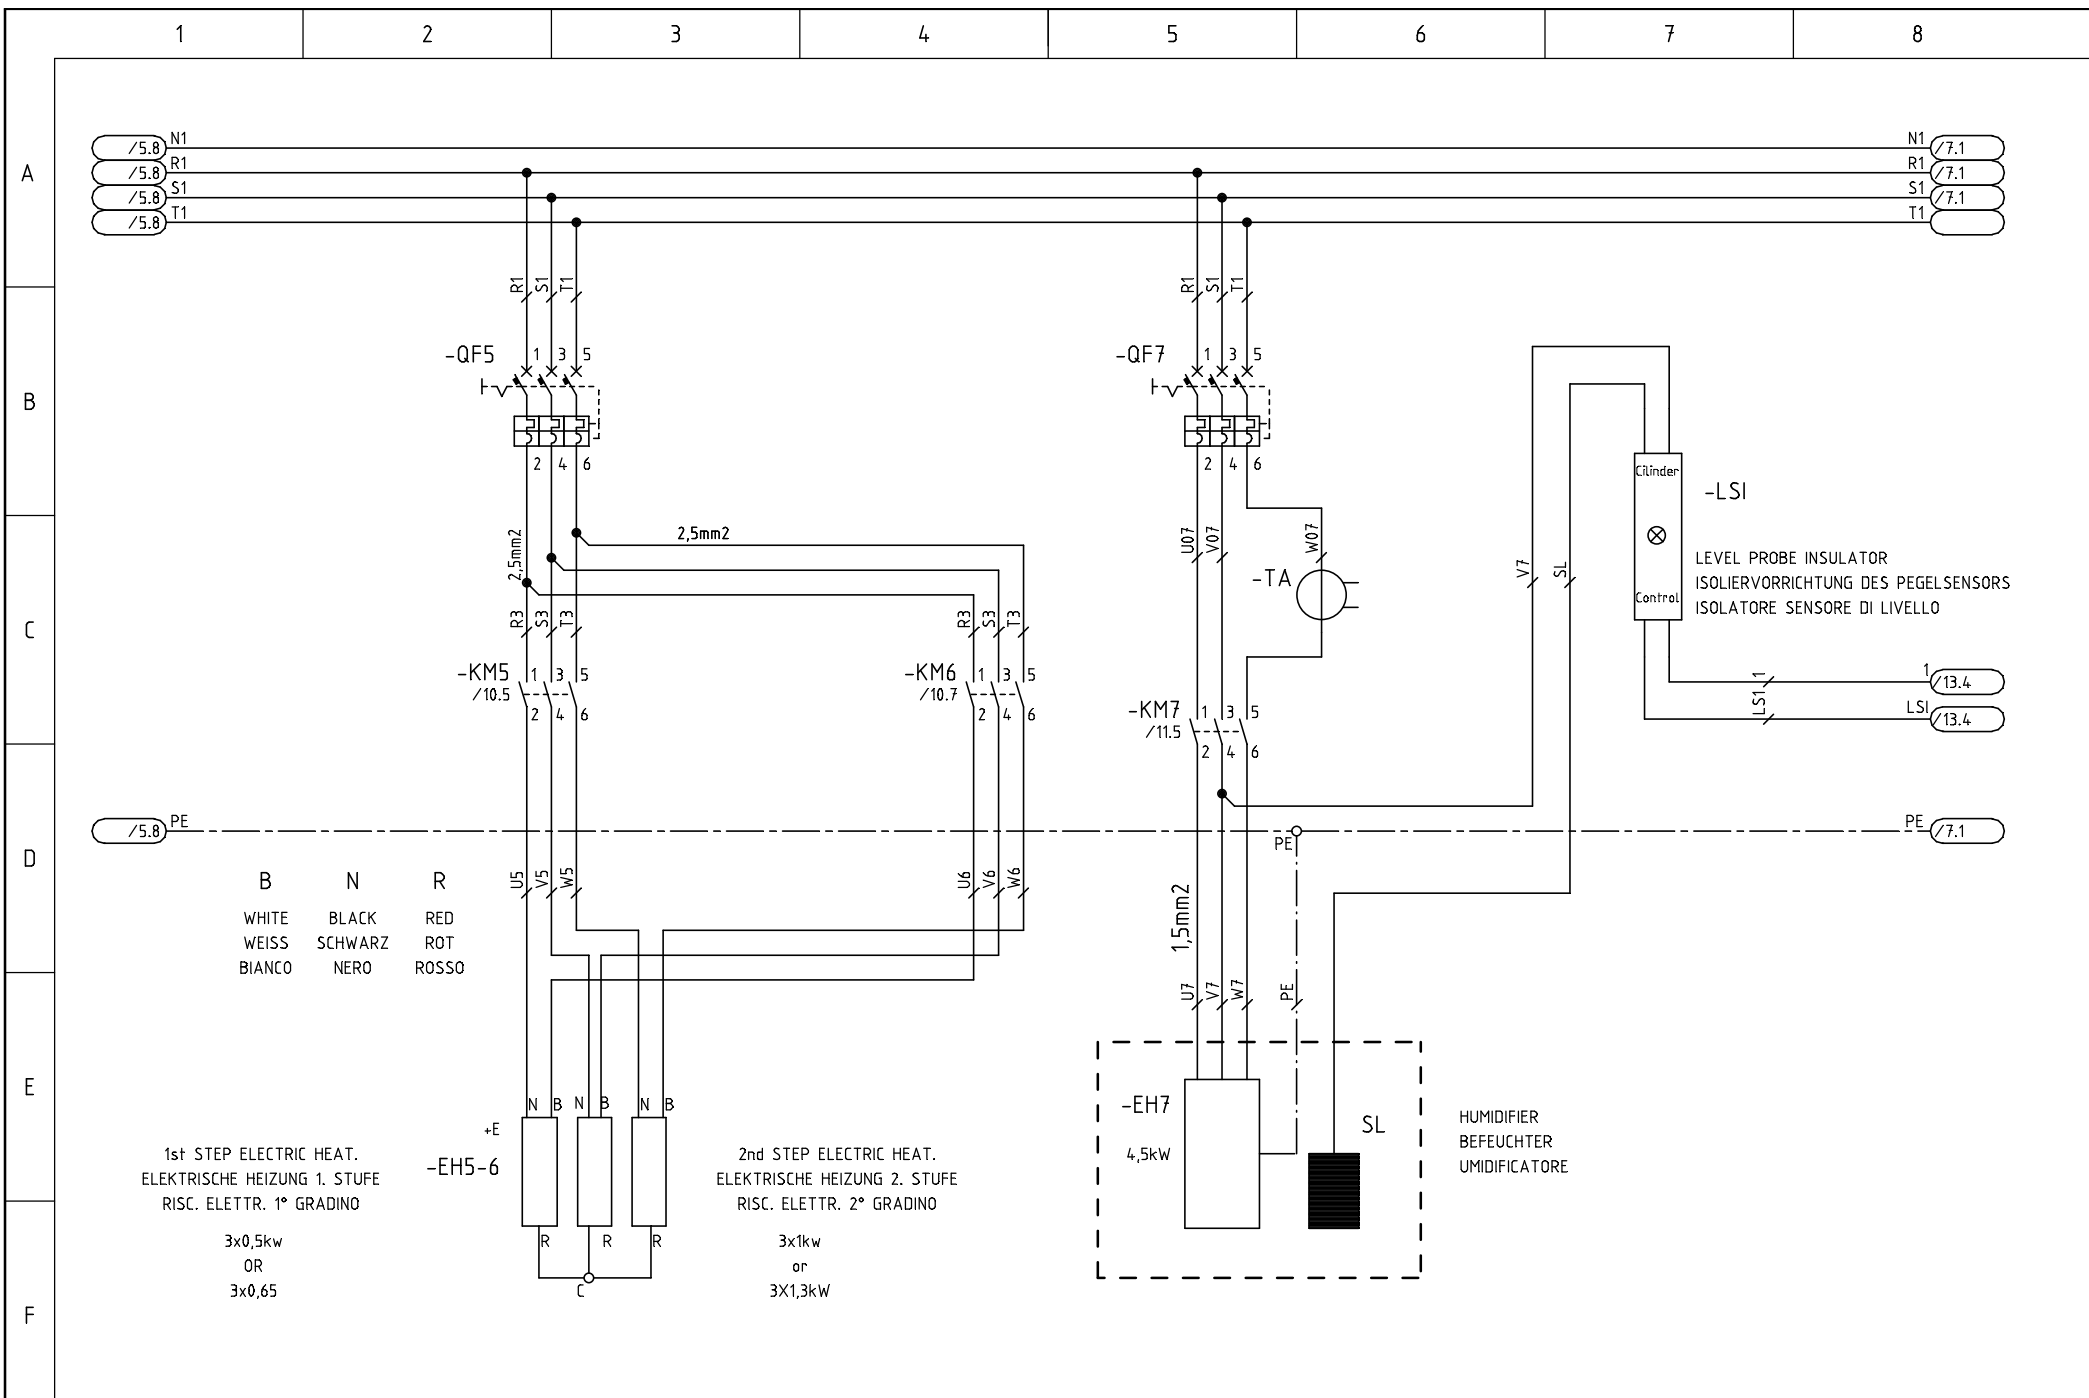 1 2 3 4 5 6 7 8
A
B
C
D
E
F
/5.8 N1
/5.8 R1
/5.8 S1
/5.8 T1
N1 /7.1
R1 /7.1
S1 /7.1
T1
R1 S1 T1
R1 S1 T1
-QF5 1 3 5
2 4 6
-QF7 1 3 5
2 4 6
2,5mm2
2,5mm2
U07 V07 W07
-TA
V7 SL
Cilinder
-LSI
Control
LEVEL PROBE INSULATOR
ISOLIERVORRICHTUNG DES PEGELSENSORS
ISOLATORE SENSORE DI LIVELLO
R3 S3 T3
R3 S3 T3
-KM5 1 3 5
/10.5
2 4 6
-KM6 1 3 5
/10.7
2 4 6
-KM7 1 3 5
/11.5
2 4 6
1 1 /13.4
LS1 LSI /13.4
/5.8 PE
PE
PE /7.1
B N R
WHITE BLACK RED
WEISS SCHWARZ ROT
BIANCO NERO ROSSO
U5 V5 W5
U6 V6 W6
1,5mm2
U7 V7 W7 PE
N B N B N B
+E
-EH5-6
R R R
C
1st STEP ELECTRIC HEAT.
ELEKTRISCHE HEIZUNG 1. STUFE
RISC. ELETTR. 1° GRADINO
3x0,5kw
OR
3x0,65
2nd STEP ELECTRIC HEAT.
ELEKTRISCHE HEIZUNG 2. STUFE
RISC. ELETTR. 2° GRADINO
3x1kw
or
3X1,3kW
-EH7
4,5kW
SL
HUMIDIFIER
BEFEUCHTER
UMIDIFICATORE